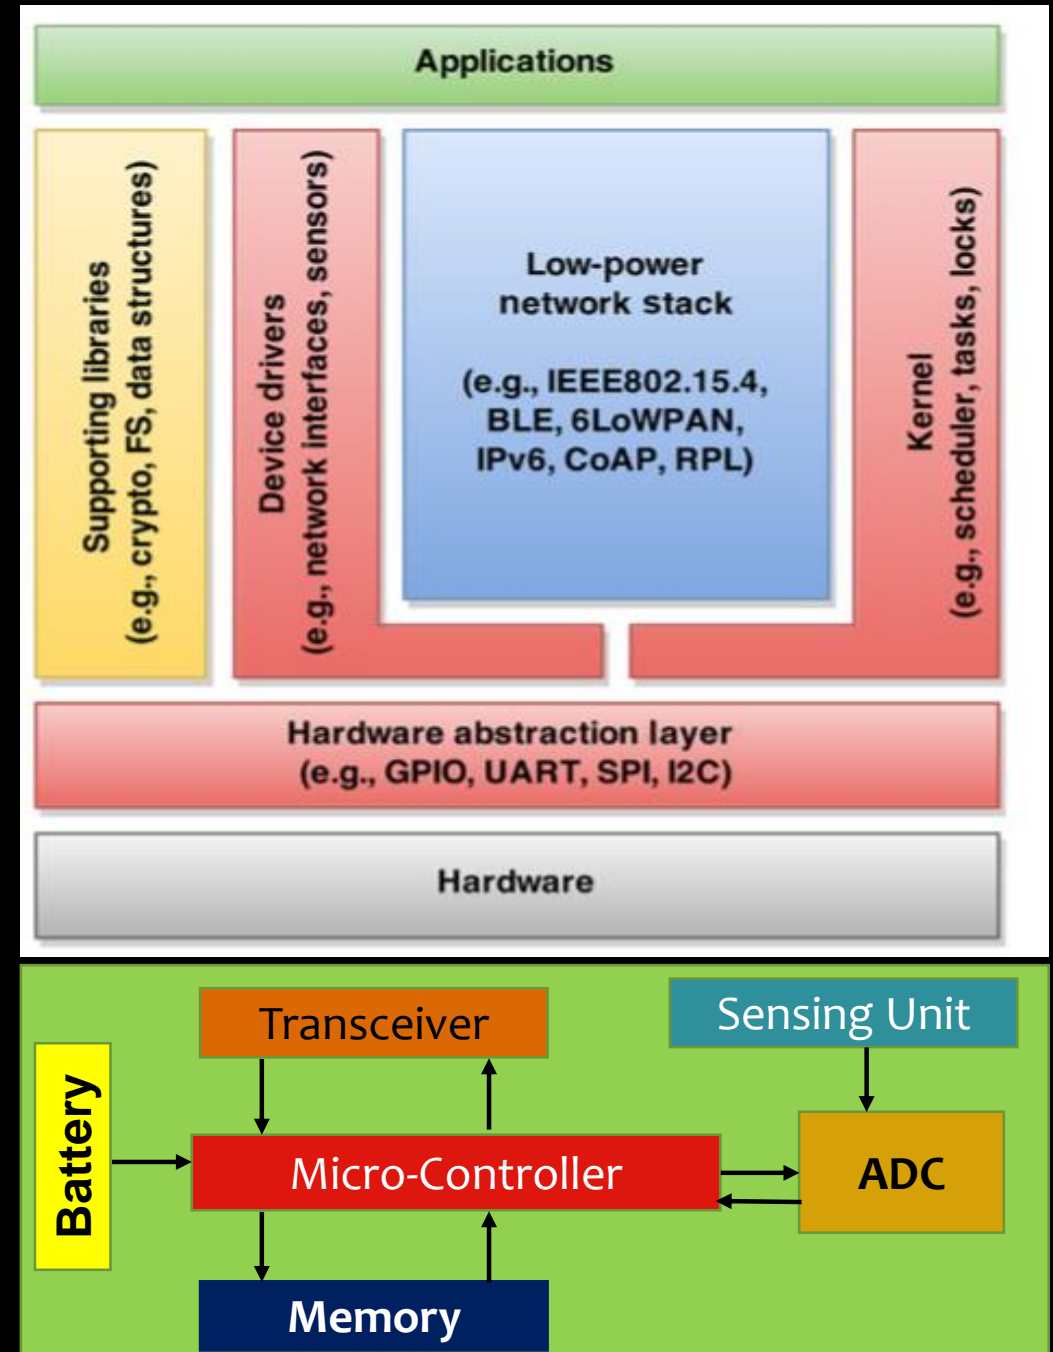 Applications
Supporting libraries
(e.g., crypto, FS, data structures)
Device drivers
(e.g., network interfaces, sensors)
Low-power
network stack
(e.g., IEEE802.15.4,
BLE, 6LoWPAN,
IPv6, CoAP, RPL)
Kernel
(e.g., scheduler, tasks, locks)
Hardware abstraction layer
(e.g., GPIO, UART, SPI, I2C)
Hardware
Transceiver
Sensing Unit
Battery
Micro-Controller
ADC
Memory